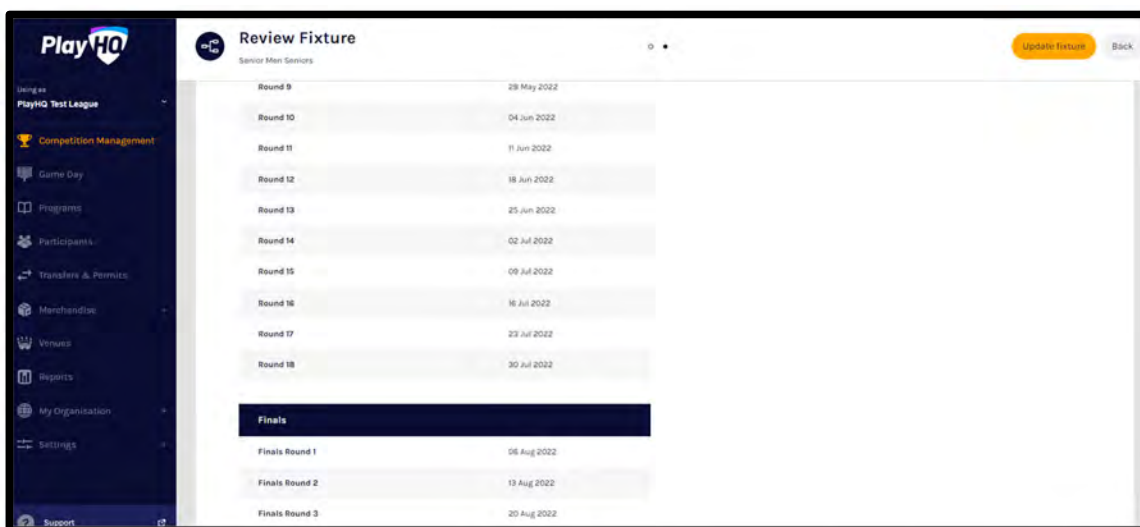 PlayHQ
Review Fixture
Senior Men Seniors
Update fixture
Back
Using as
PlayHQ Test League
Competition Management
Game Day
Programs
Participants
Transfers & Permits
Merchandise
Venues
Reports
My Organisation
Settings
Support
Round 9 28 May 2022
Round 10 04 Jun 2022
Round 11 11 Jun 2022
Round 12 18 Jun 2022
Round 13 25 Jun 2022
Round 14 02 Jul 2022
Round 15 09 Jul 2022
Round 16 16 Jul 2022
Round 17 23 Jul 2022
Round 18 30 Jul 2022
Finals
Finals Round 1 06 Aug 2022
Finals Round 2 13 Aug 2022
Finals Round 3 20 Aug 2022